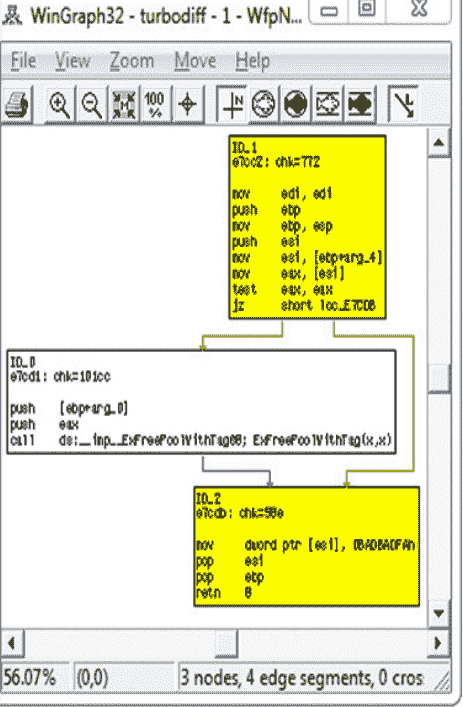 WinGraph32 - turbodiff - 1 - WfpN...
File View Zoom Move Help
100 %
N
ID_1
e7cc2: chk=772
mov edi, edi
push ebp
mov ebp, esp
push esi
mov esi, [ebp+arg_4]
mov eax, [esi]
test eax, eax
jz short loc_E7CDB
ID_0
e7cd1: chk=101cc
push [ebp+arg_0]
push eax
call ds:__imp__ExFreePoolWithTag@8; ExFreePoolWithTag(x,x)
ID_2
e7cdb: chk=98e
mov dword ptr [esi], 0BADBADFAh
pop esi
pop ebp
retn 8
56.07% (0,0) 3 nodes, 4 edge segments, 0 cros